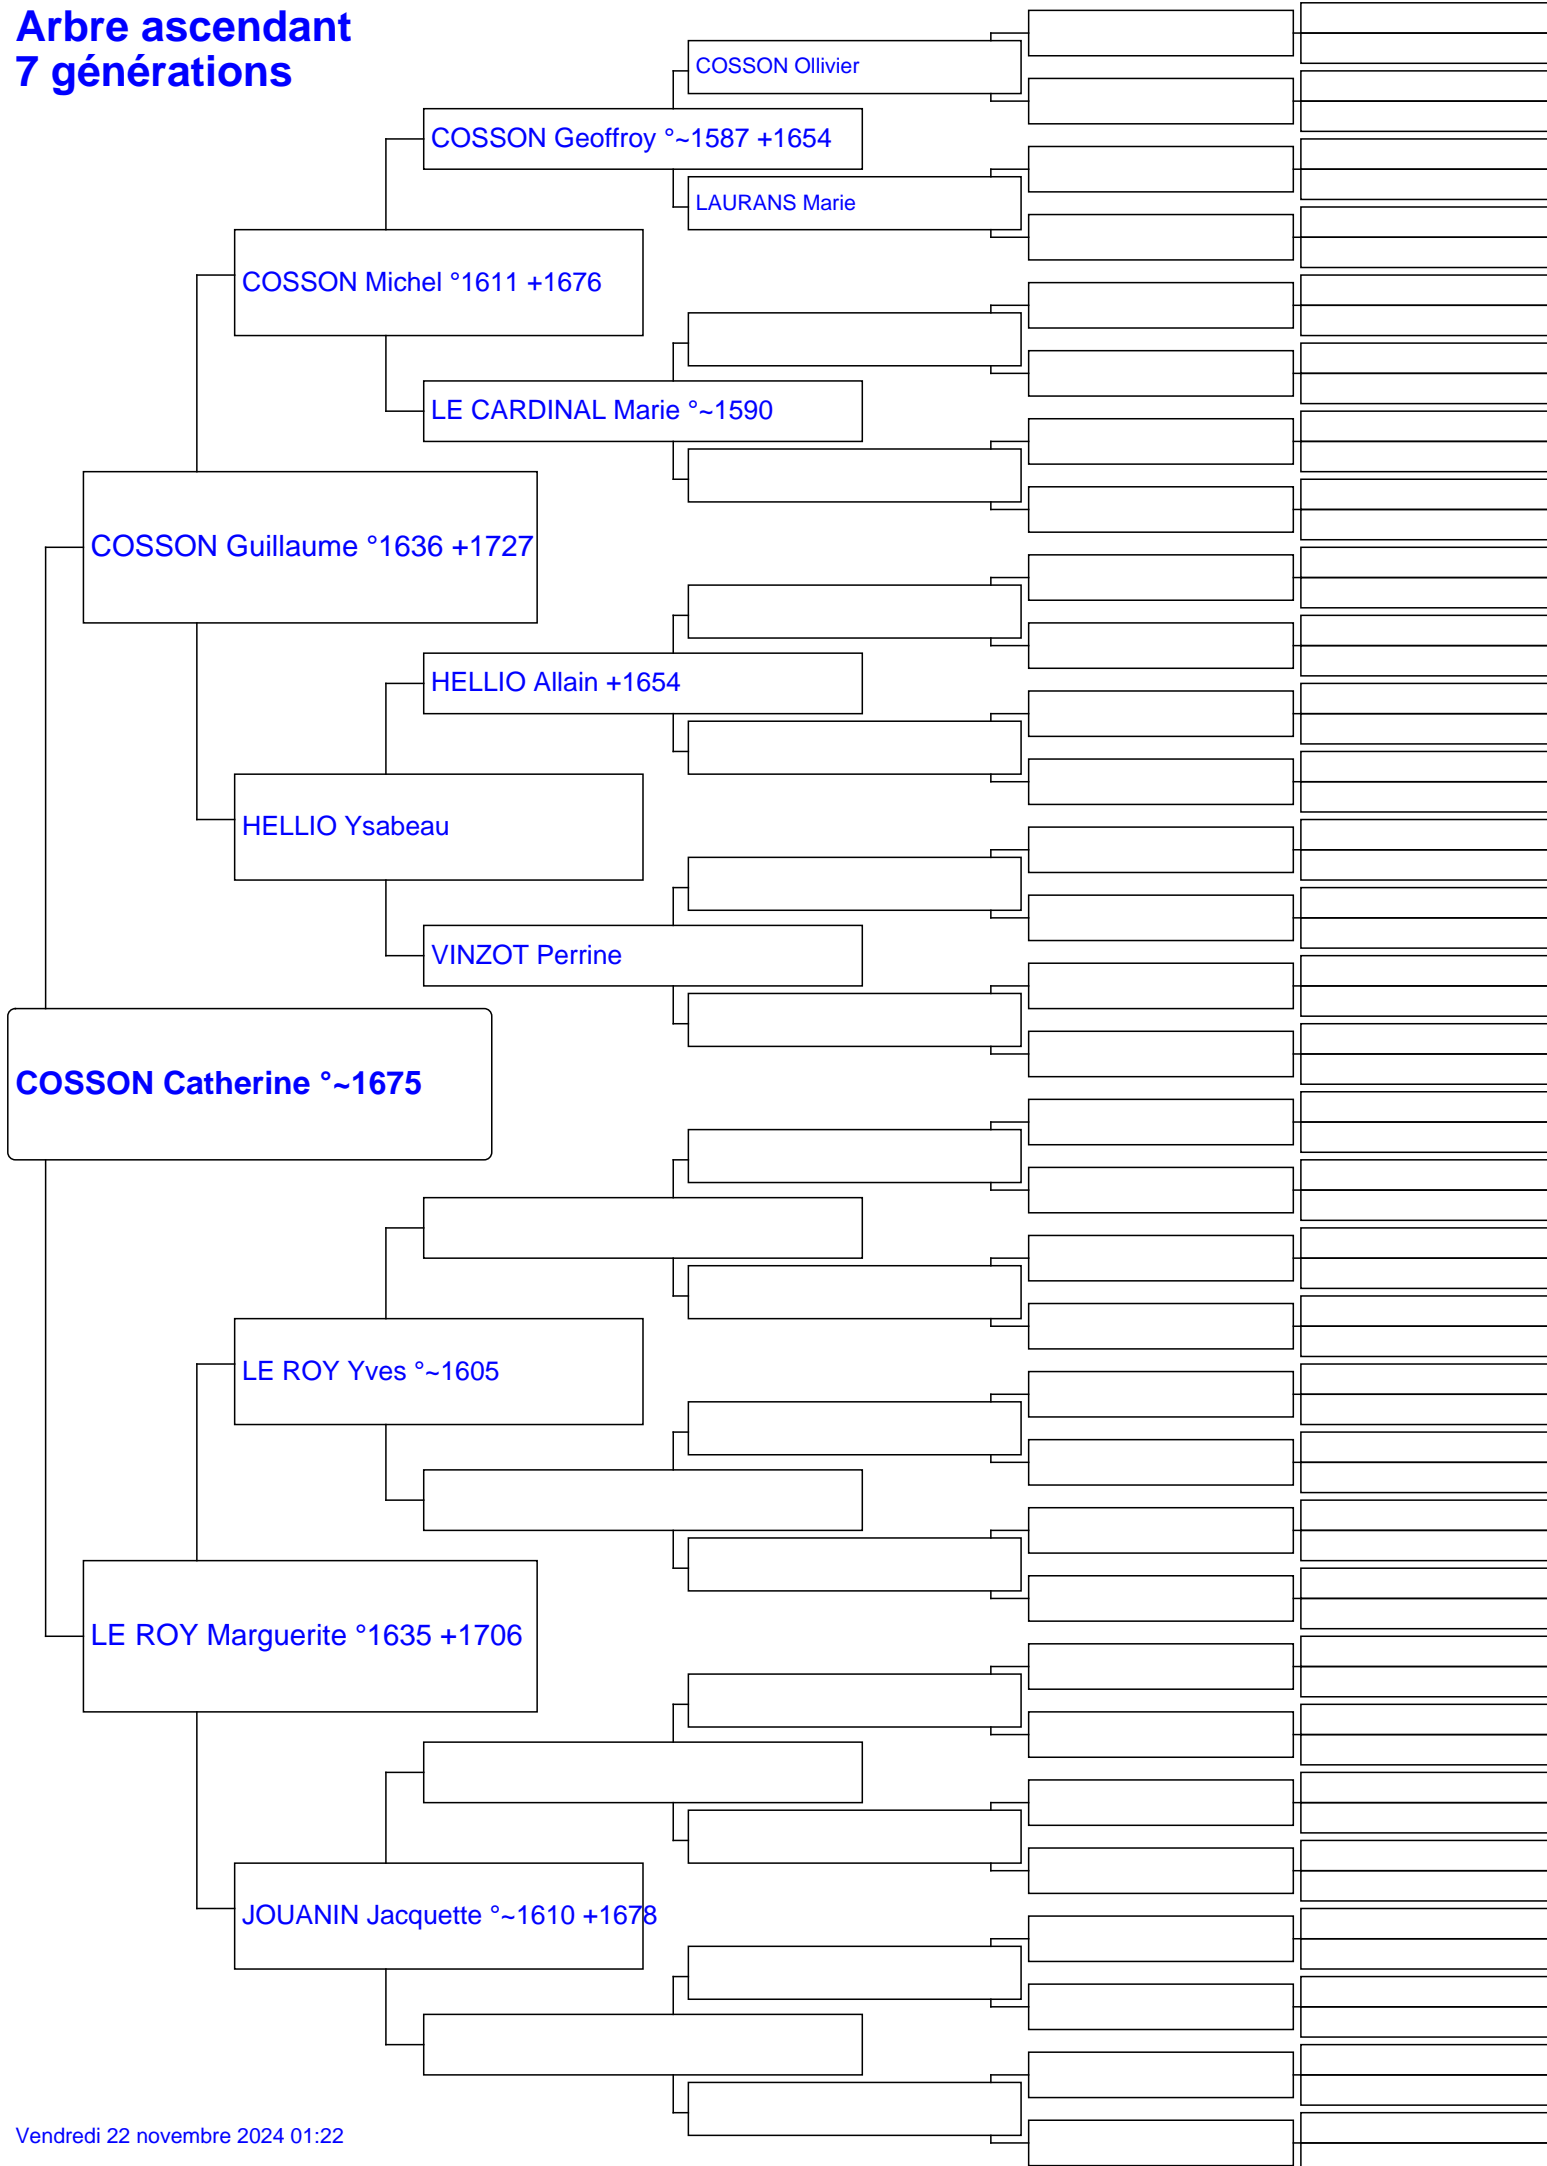 Arbre ascendant
7 générations
COSSON Ollivier
COSSON Geoffroy °~1587 +1654
LAURANS Marie
COSSON Michel °1611 +1676
LE CARDINAL Marie °~1590
COSSON Guillaume °1636 +1727
HELLIO Allain +1654
HELLIO Ysabeau
VINZOT Perrine
COSSON Catherine °~1675
LE ROY Yves °~1605
LE ROY Marguerite °1635 +1706
JOUANIN Jacquette °~1610 +1678
Vendredi 22 novembre 2024 01:22